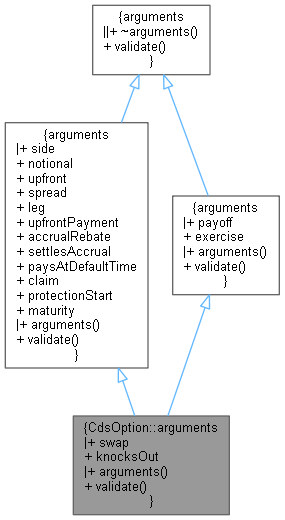 {arguments
||+ ~arguments()
+ validate()
}
{arguments
|+ side
+ notional
+ upfront
+ spread
+ leg
+ upfrontPayment
+ accrualRebate
+ settlesAccrual
+ paysAtDefaultTime
+ claim
+ protectionStart
+ maturity
|+ arguments()
+ validate()
}
{arguments
|+ payoff
+ exercise
|+ arguments()
+ validate()
}
{CdsOption::arguments
|+ swap
+ knocksOut
|+ arguments()
+ validate()
}